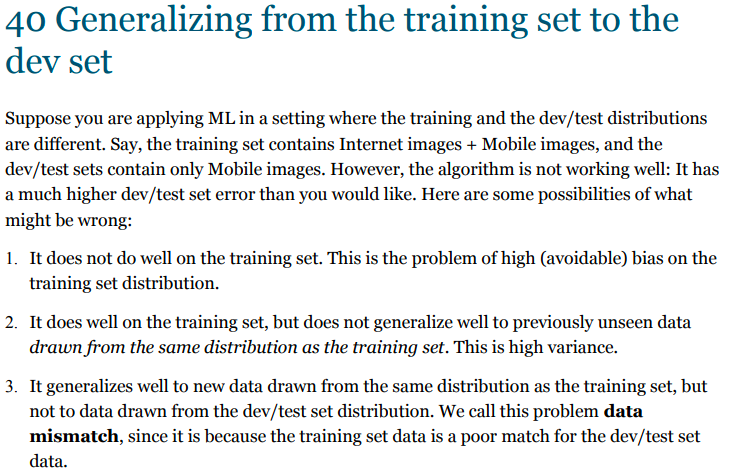 40 Generalizing from the training set to the
dev set
Suppose you are applying ML in a setting where the training and the dev/test distributions
are different. Say, the training set contains Internet images + Mobile images, and the
dev/test sets contain only Mobile images. However, the algorithm is not working well: It has
a much higher dev/test set error than you would like. Here are some possibilities of what
might be wrong:
1. It does not do well on the training set. This is the problem of high (avoidable) bias on the
training set distribution.
2. It does well on the training set, but does not generalize well to previously unseen data
drawn from the same distribution as the training set. This is high variance.
3. It generalizes well to new data drawn from the same distribution as the training set, but
not to data drawn from the dev/test set distribution. We call this problem data
mismatch, since it is because the training set data is a poor match for the dev/test set
data.